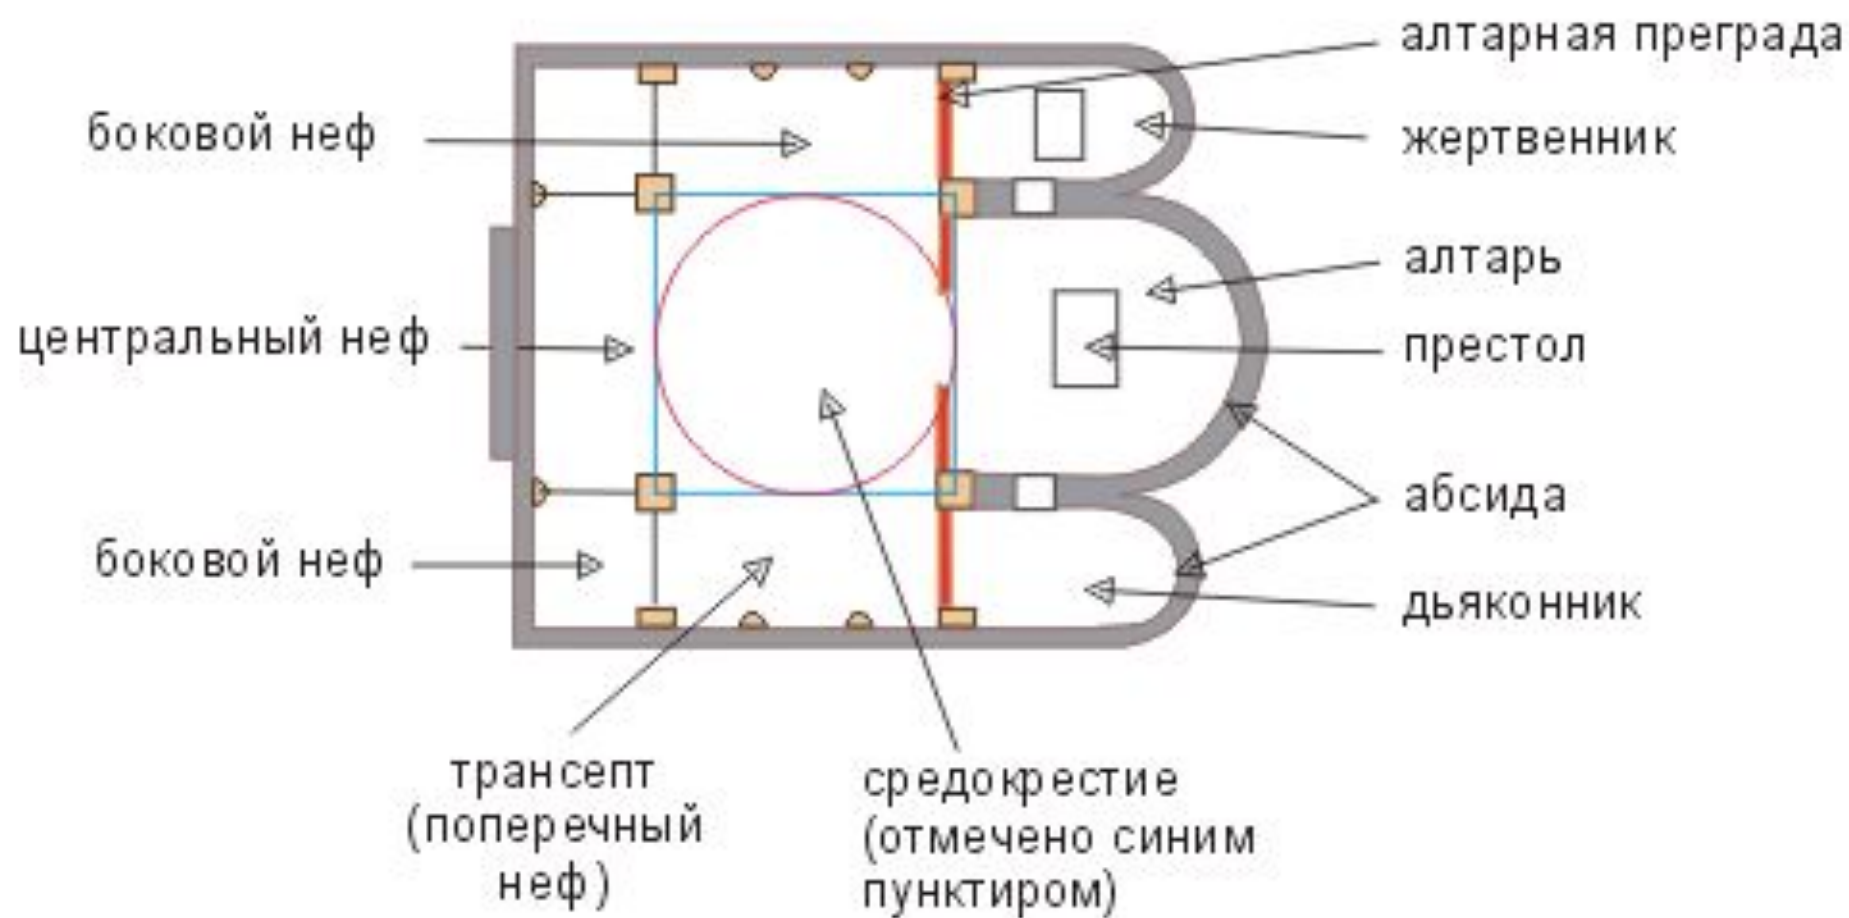 алтарная преграда
боковой неф
жертвенник
алтарь
центральный неф
престол
абсида
боковой неф
дьяконник
трансепт
(поперечный
неф)
средокрестие
(отмечено синим
пунктиром)